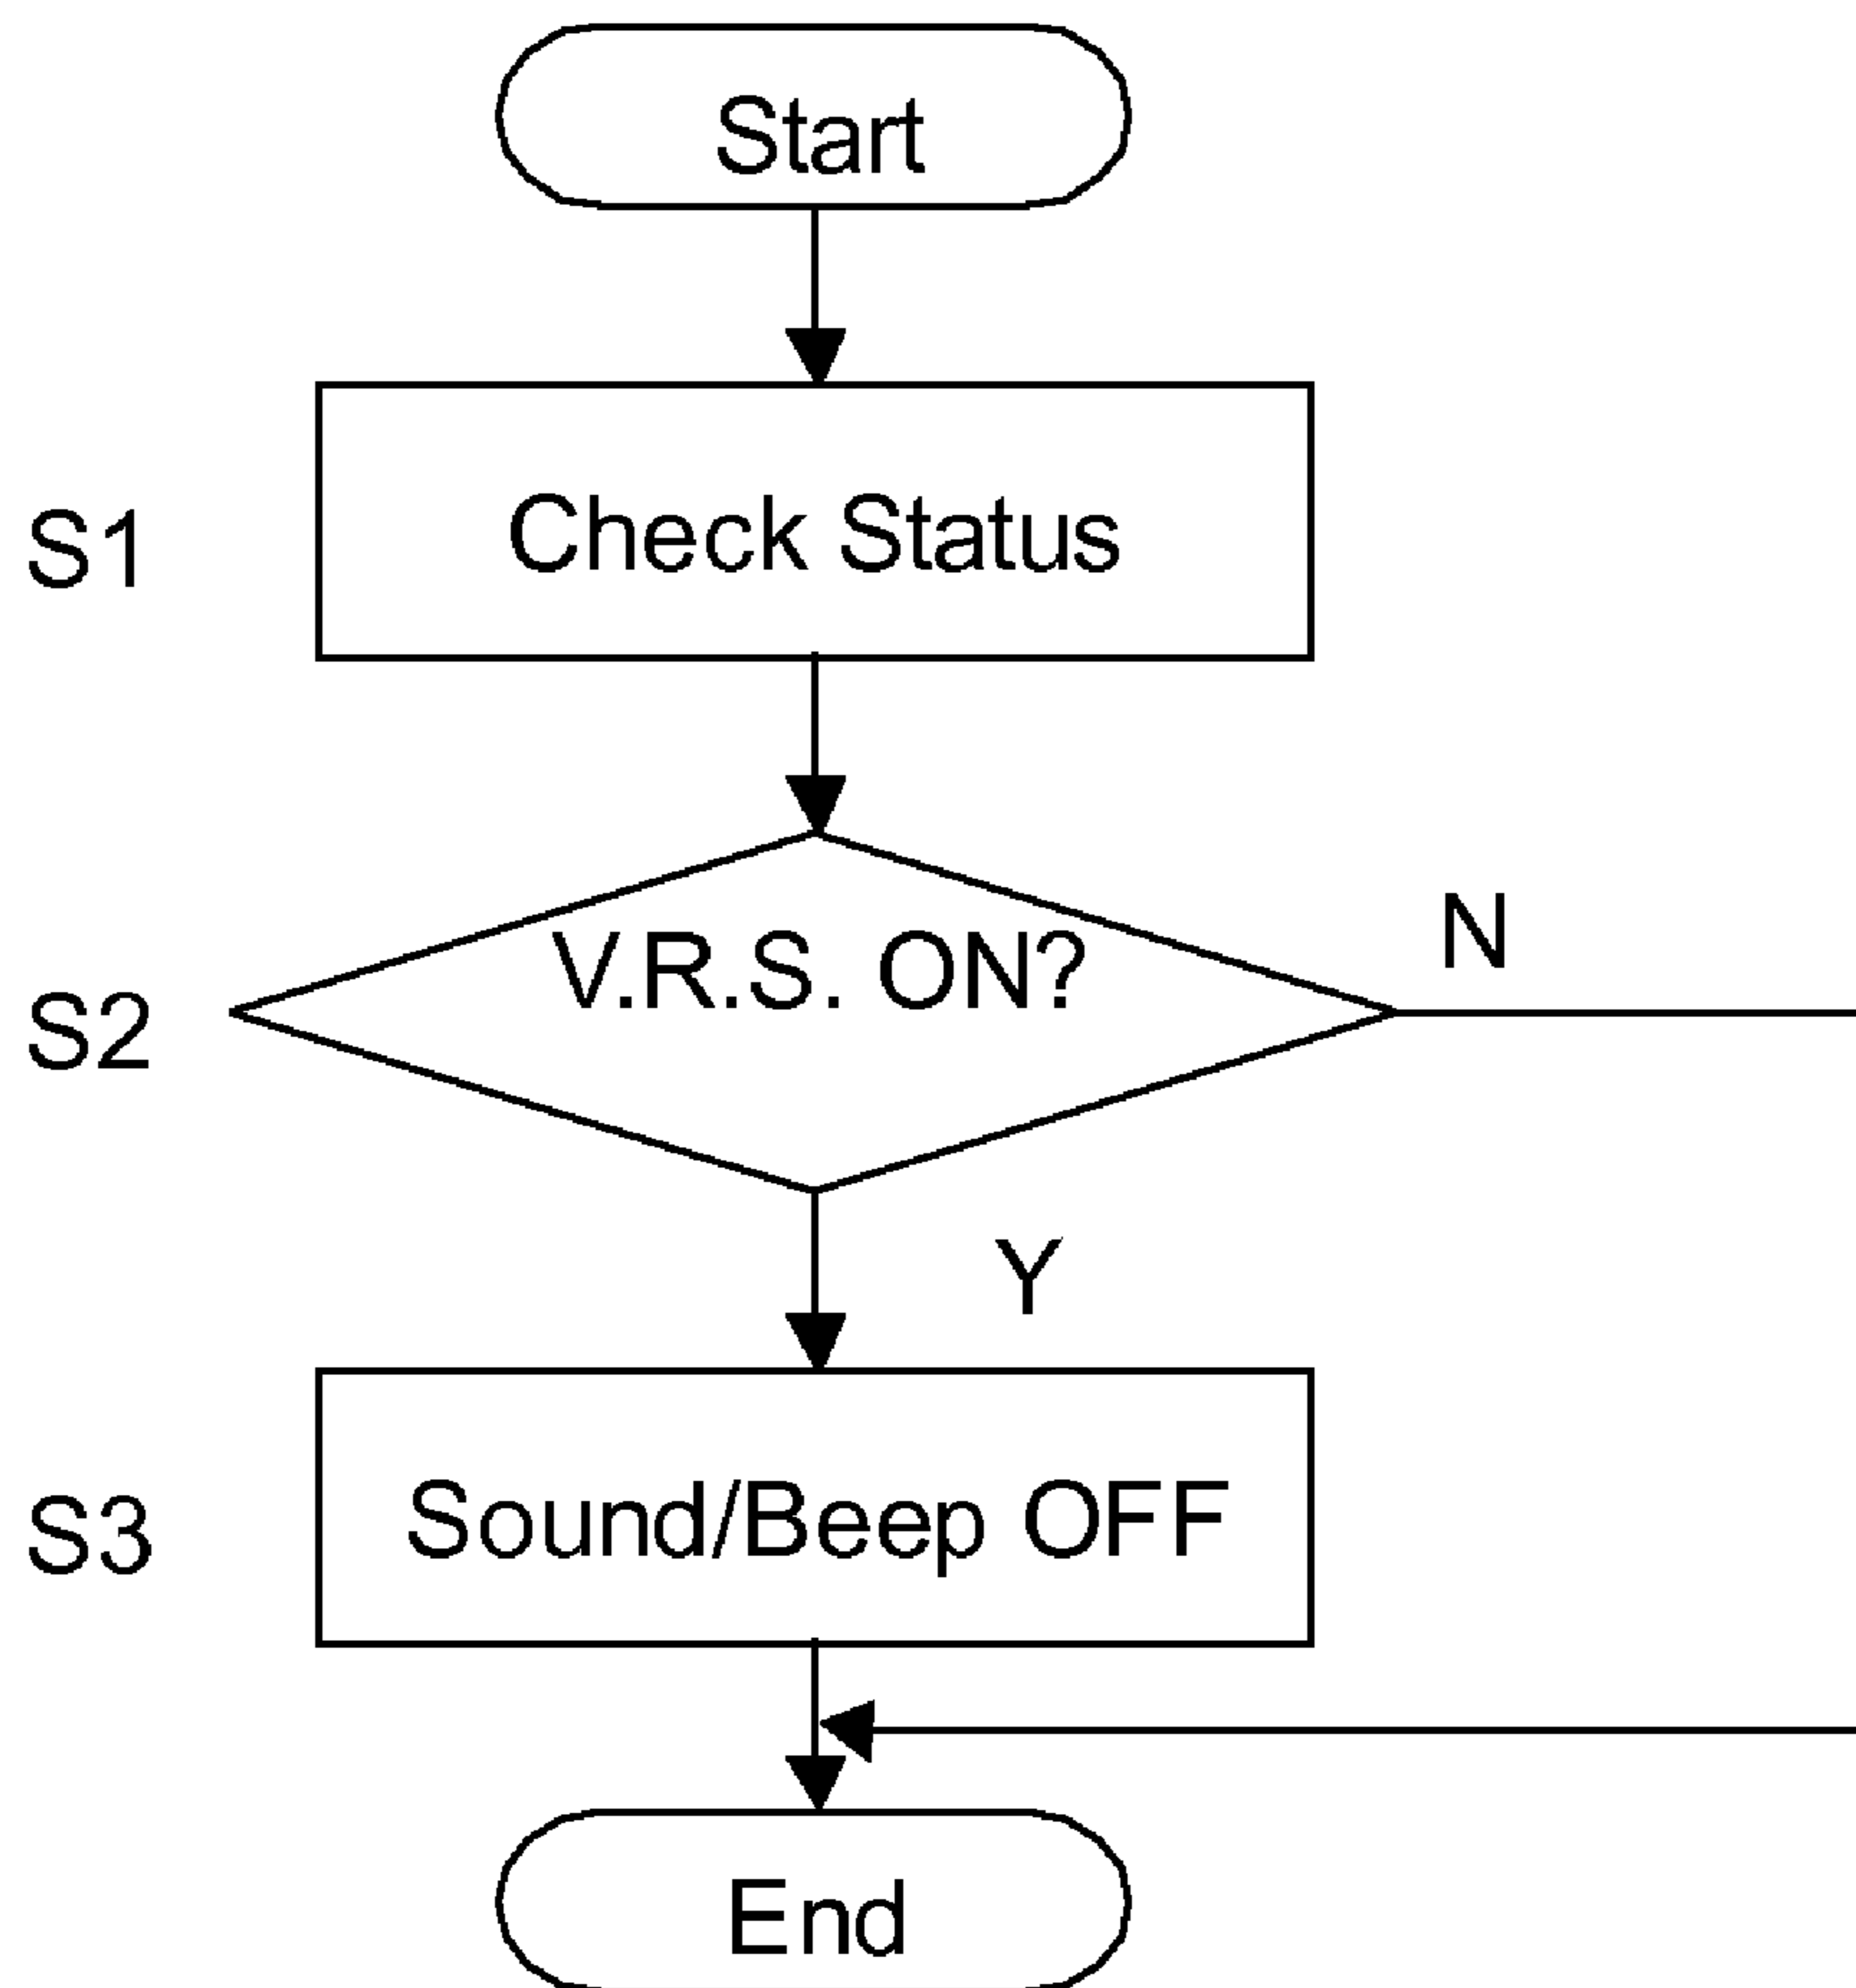 Start
S1
Check Status
S2
V.R.S. ON?
N
Y
S3
Sound/Beep OFF
End